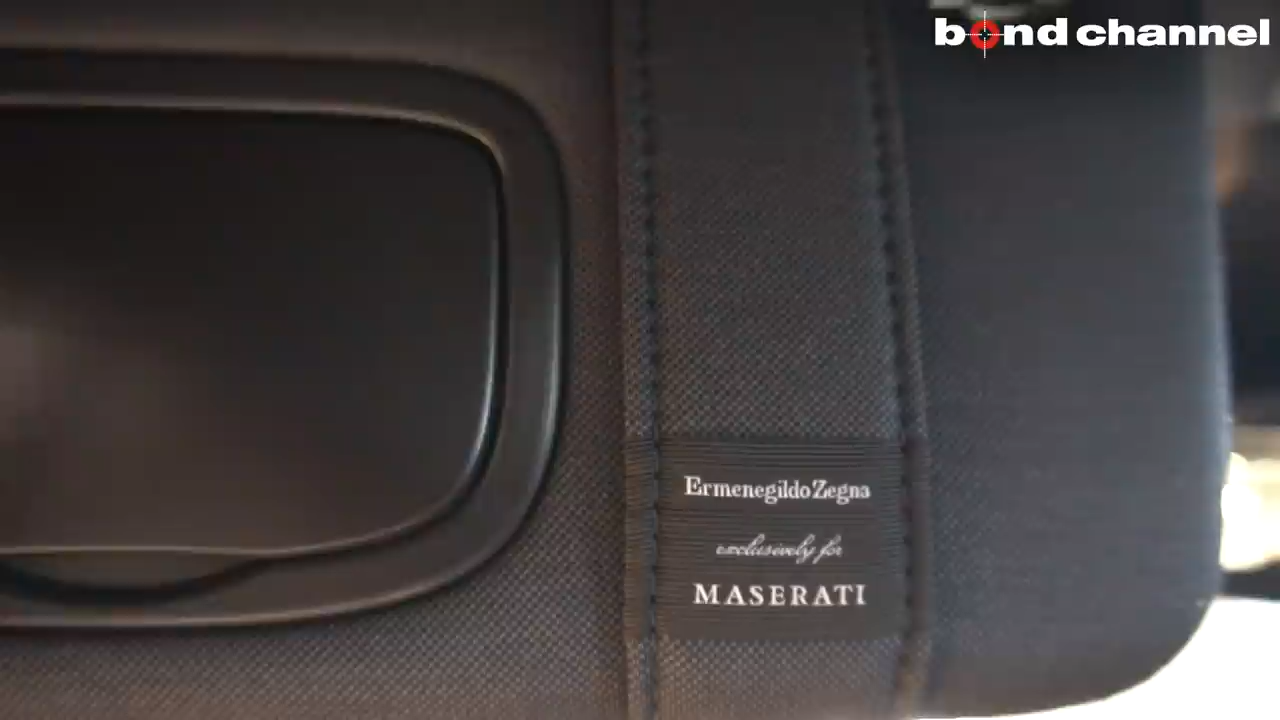 bond channel
Ermenegildo Zegna
exclusively for
MASERATI